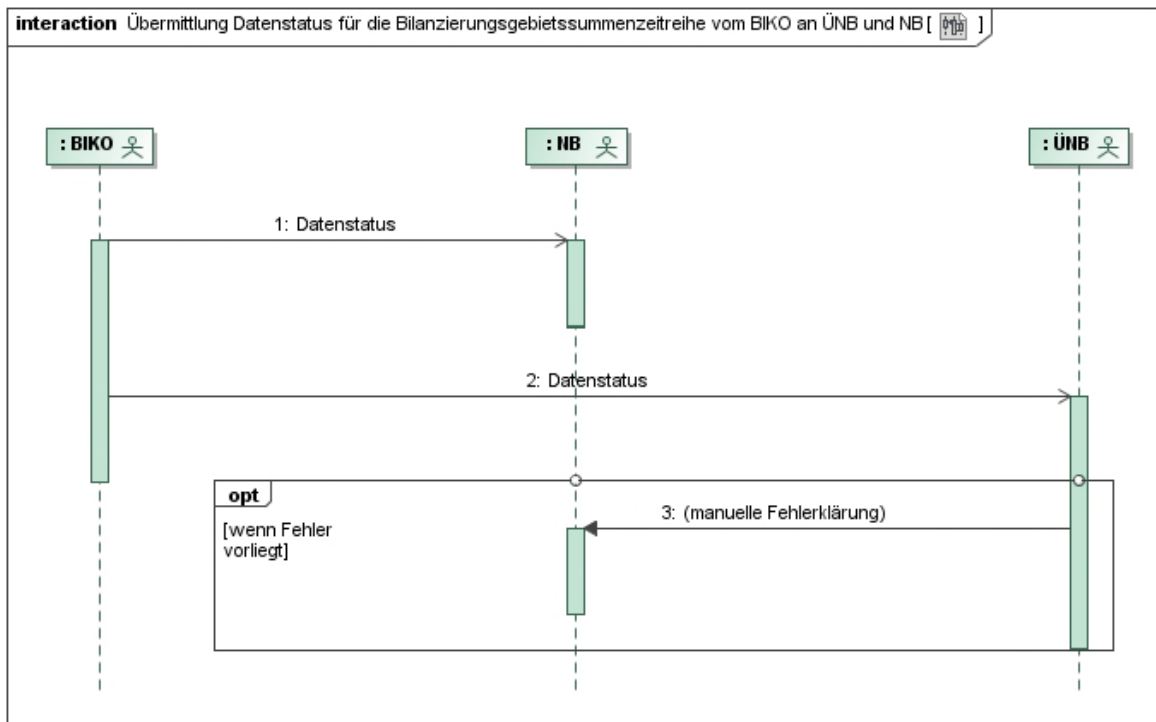 interaction Übermittlung Datenstatus für die Bilanzierungsgebietssummenzeitreihe vom BIKO an ÜNB und NB [ ]
: BIKO
: NB
: ÜNB
1: Datenstatus
2: Datenstatus
opt
3: (manuelle Fehlerklärung)
[wenn Fehler
vorliegt]